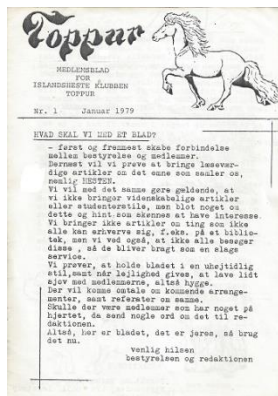 Toppur
MEDLEMSBLAD
FOR
ISLANDSHESTE KLUBBEN
TOPPUR
Nr. 1 Januar 1979
HVAD SKAL VI MED ET BLAD?
- først og fremmest skabe forbindelse
mellem bestyrelse og medlemmer.
Dernæst vil vi prøve at bringe læsevær-
dige artikler om det emne som samler os,
nemlig HESTEN.
Vi vil med det samme gøre gældende, at
vi ikke bringer videnskabelige artikler
eller studenterstile, men blot noget om
dette og hint som skønnes at have interesse.
Vi bringer ikke artikler om ting som ikke
alle kan erhverve sig, f.eks. på et biblio-
tek, men vi ved også, at ikke alle besøger
disse, så de bliver bragt som en slags
service.
Vi prøver, at holde bladet i en uhøjtidlig
stil, samt når lejlighed gives, at lave lidt
sjov med medlemmerne, altså hygge.
Der vil komme omtale om kommende arrange-
menter, samt referater om samme.
Skulle der være medlemmer som har noget på
hjertet, da send nogle ord om det til re-
daktionen.
Altså, her er bladet, det er jeres, så brug
det nu.
venlig hilsen
bestyrelsen og redaktionen